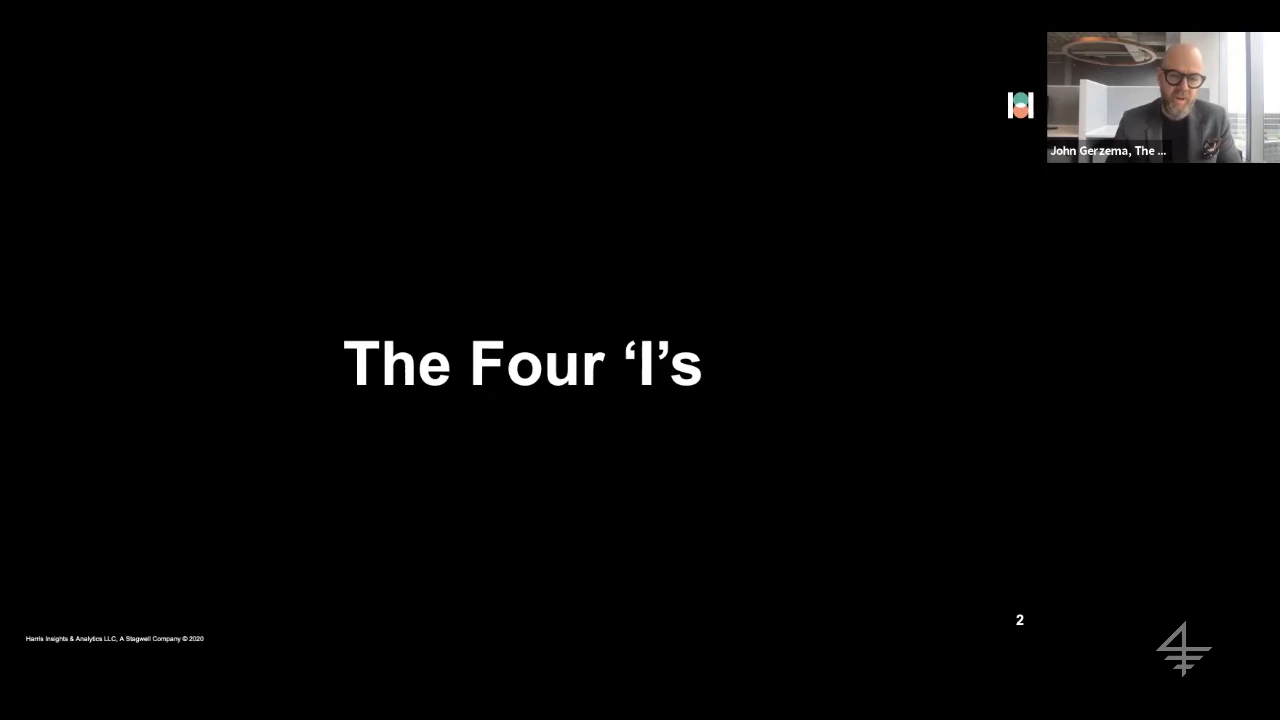 John Gerzema, The ...
The Four ‘I’s
2
Harris Insights & Analytics LLC, A Stagwell Company © 2020